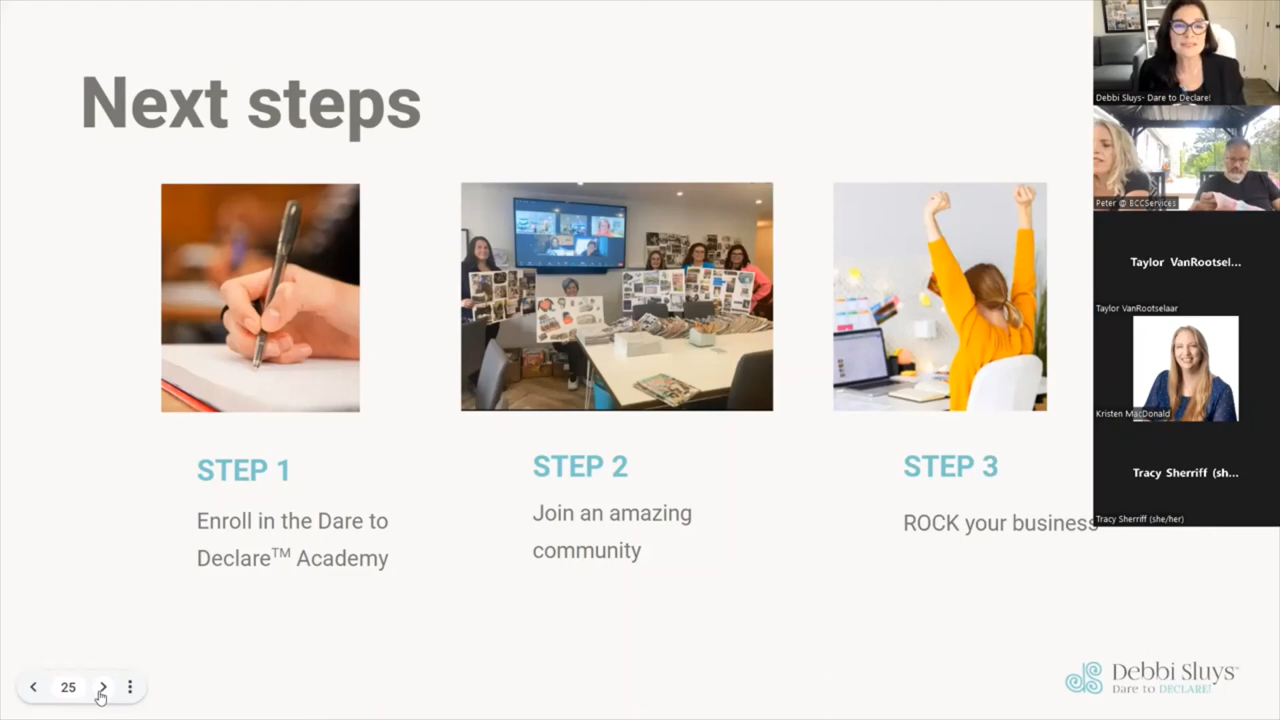 Next steps
STEP 1
Enroll in the Dare to
Declare™ Academy
STEP 2
Join an amazing
community
STEP 3
ROCK your business
25
Debbi Sluys™
Dare to DECLARE!
Debbi Sluys- Dare to Declare!
Peter @ BCCServices
Taylor VanRootsel...
Taylor VanRootselaar
Kristen MacDonald
Tracy Sherriff (sh...
Tracy Sherriff (she/her)